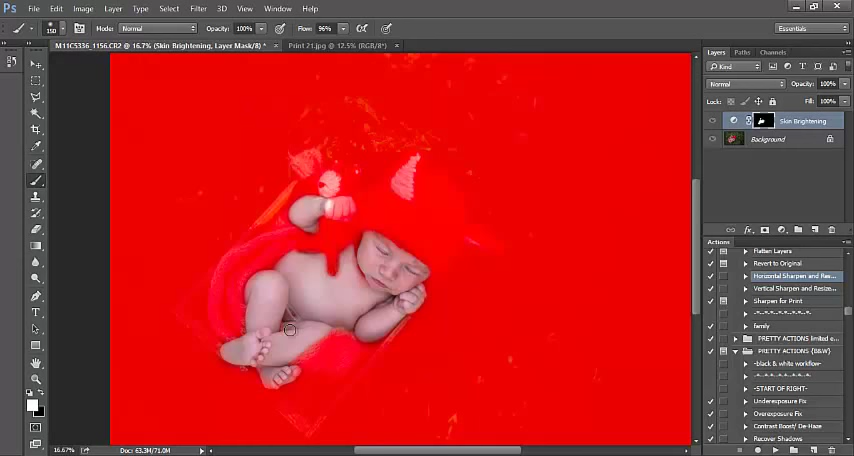 Ps File Edit Image Layer Type Select Filter 3D View Window Help
150 Mode: Normal Opacity: 100% Flow: 96% Essentials
M11C5336_1156.CR2 @ 16.7% (Skin Brightening, Layer Mask/8) * × Print 21.jpg @ 12.5% (RGB/8*) ×
Layers Paths Channels
Kind
Normal Opacity: 100%
Lock: Fill: 100%
Skin Brightening
Background
fx
Actions
Flatten Layers
Revert to Original
Horizontal Sharpen and Res...
Vertical Sharpen and Resize...
Sharpen for Print
-*-*-*-*-*-*-*-
family
PRETTY ACTIONS limited e...
PRETTY ACTIONS {B&W}
-black & white workflow-
-*-*-*-*-*-*-*-
-START OF RIGHT-
Underexposure Fix
Overexposure Fix
Contrast Boost/ De-Haze
Recover Shadows
16.67% Doc: 63.3M/71.0M